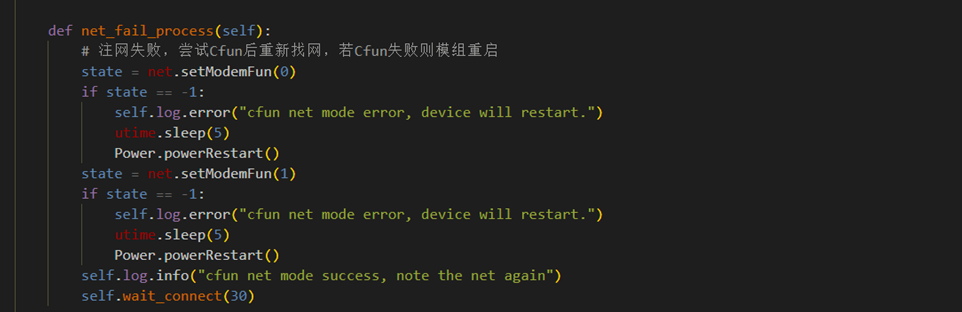 def net_fail_process(self):
# 注网失败，尝试Cfun后重新找网，若Cfun失败则模组重启
state = net.setModemFun(0)
if state == -1:
self.log.error("cfun net mode error, device will restart.")
utime.sleep(5)
Power.powerRestart()
state = net.setModemFun(1)
if state == -1:
self.log.error("cfun net mode error, device will restart.")
utime.sleep(5)
Power.powerRestart()
self.log.info("cfun net mode success, note the net again")
self.wait_connect(30)